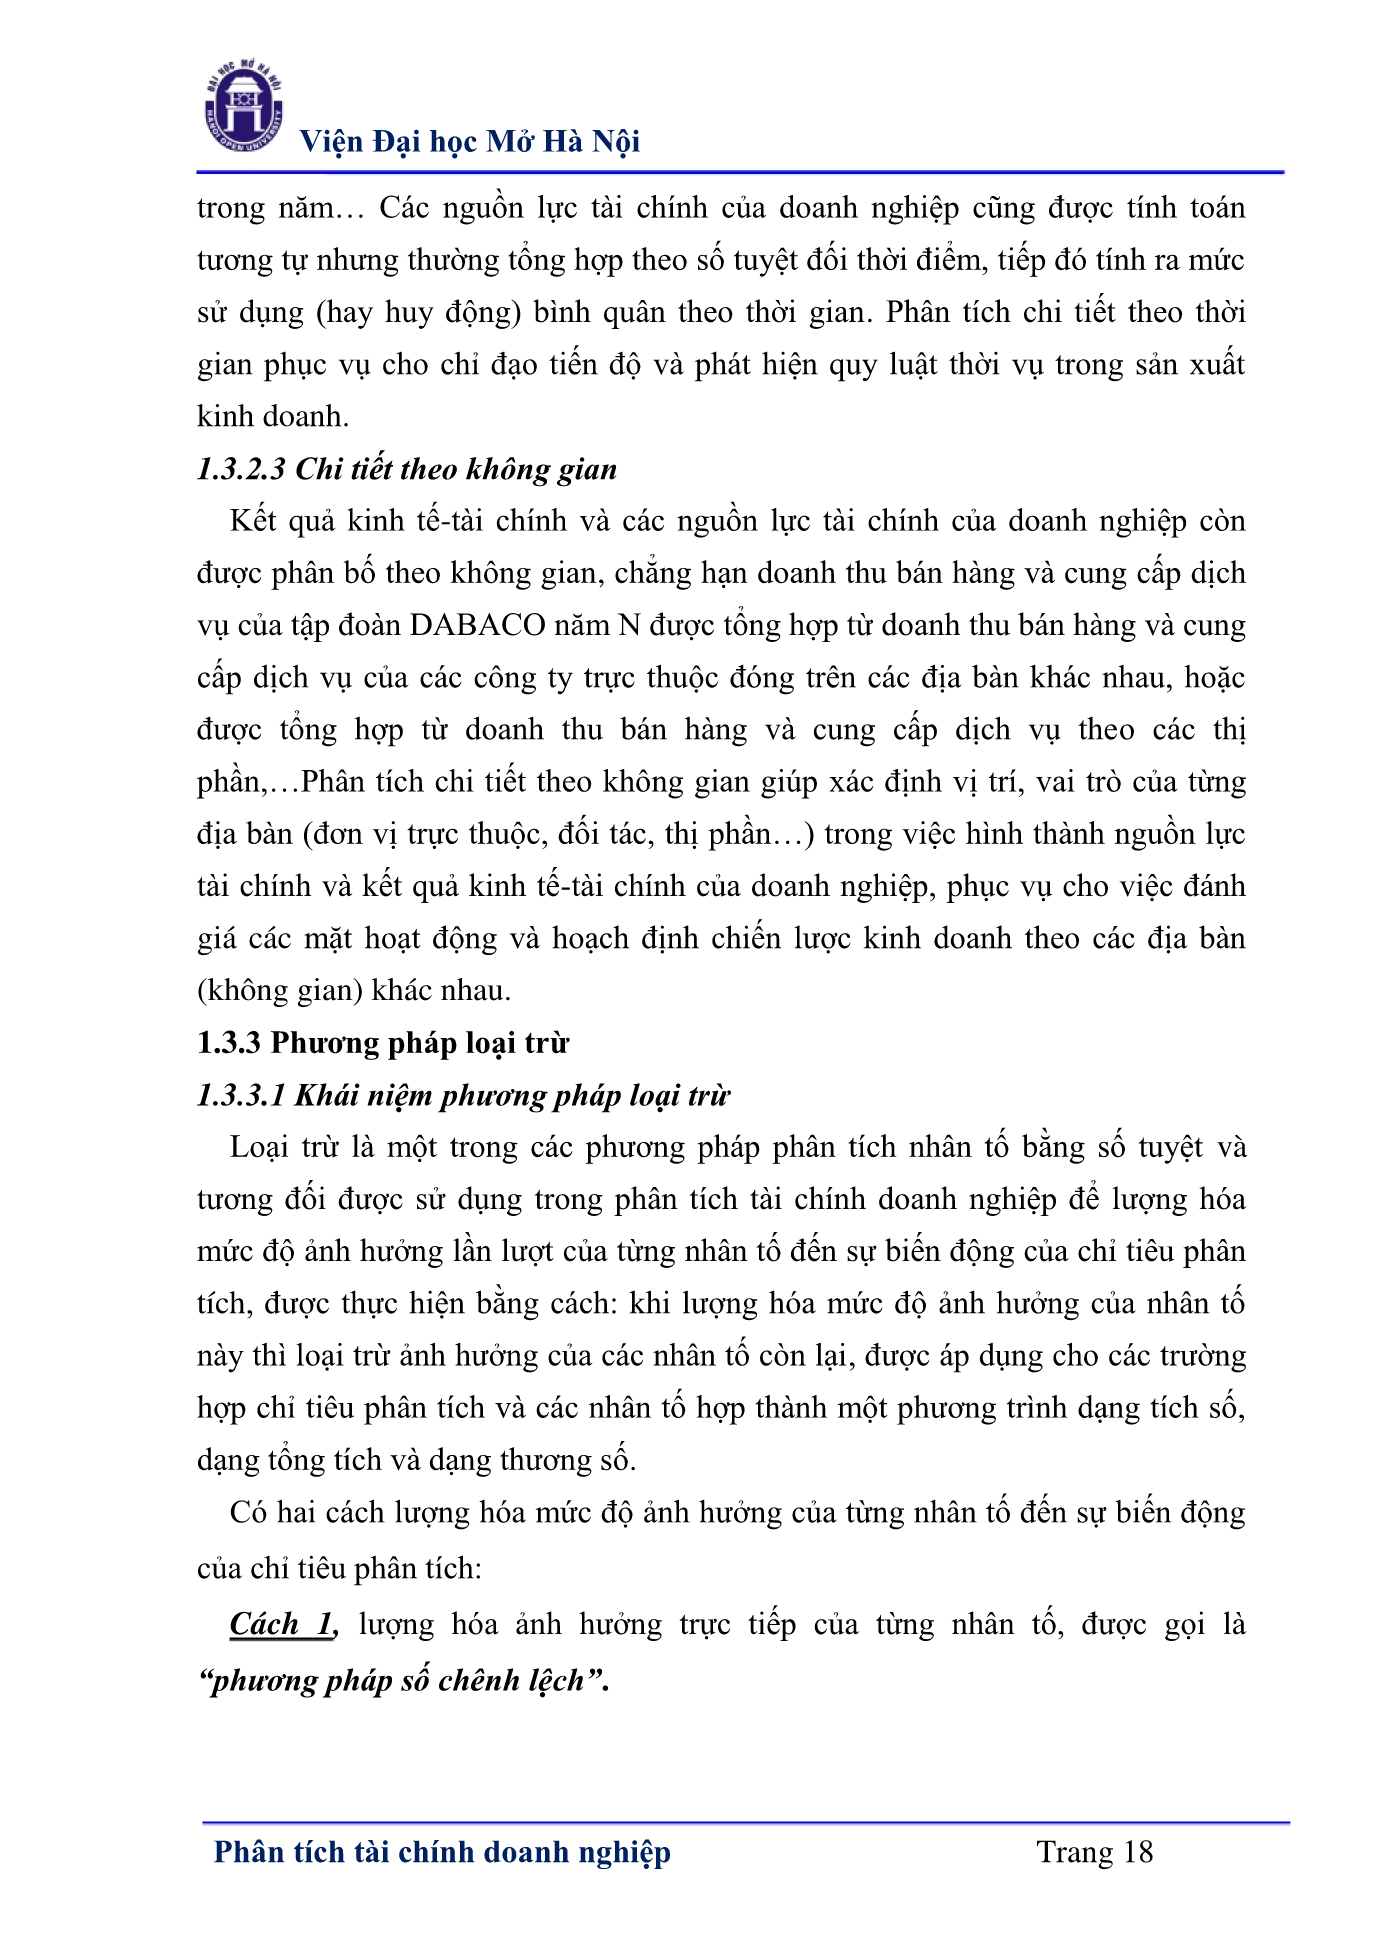 ĐẠI HỌC MỞ HÀ NỘI
HANOI OPEN UNIVERSITY
Viện Đại học Mở Hà Nội
trong năm… Các nguồn lực tài chính của doanh nghiệp cũng được tính toán
tương tự nhưng thường tổng hợp theo số tuyệt đối thời điểm, tiếp đó tính ra mức
sử dụng (hay huy động) bình quân theo thời gian. Phân tích chi tiết theo thời
gian phục vụ cho chỉ đạo tiến độ và phát hiện quy luật thời vụ trong sản xuất
kinh doanh.
1.3.2.3 Chi tiết theo không gian
Kết quả kinh tế-tài chính và các nguồn lực tài chính của doanh nghiệp còn
được phân bố theo không gian, chẳng hạn doanh thu bán hàng và cung cấp dịch
vụ của tập đoàn DABACO năm N được tổng hợp từ doanh thu bán hàng và cung
cấp dịch vụ của các công ty trực thuộc đóng trên các địa bàn khác nhau, hoặc
được tổng hợp từ doanh thu bán hàng và cung cấp dịch vụ theo các thị
phần,…Phân tích chi tiết theo không gian giúp xác định vị trí, vai trò của từng
địa bàn (đơn vị trực thuộc, đối tác, thị phần…) trong việc hình thành nguồn lực
tài chính và kết quả kinh tế-tài chính của doanh nghiệp, phục vụ cho việc đánh
giá các mặt hoạt động và hoạch định chiến lược kinh doanh theo các địa bàn
(không gian) khác nhau.
1.3.3 Phương pháp loại trừ
1.3.3.1 Khái niệm phương pháp loại trừ
Loại trừ là một trong các phương pháp phân tích nhân tố bằng số tuyệt và
tương đối được sử dụng trong phân tích tài chính doanh nghiệp để lượng hóa
mức độ ảnh hưởng lần lượt của từng nhân tố đến sự biến động của chỉ tiêu phân
tích, được thực hiện bằng cách: khi lượng hóa mức độ ảnh hưởng của nhân tố
này thì loại trừ ảnh hưởng của các nhân tố còn lại, được áp dụng cho các trường
hợp chỉ tiêu phân tích và các nhân tố hợp thành một phương trình dạng tích số,
dạng tổng tích và dạng thương số.
Có hai cách lượng hóa mức độ ảnh hưởng của từng nhân tố đến sự biến động
của chỉ tiêu phân tích:
Cách 1, lượng hóa ảnh hưởng trực tiếp của từng nhân tố, được gọi là
“phương pháp số chênh lệch”.
Phân tích tài chính doanh nghiệp Trang 18